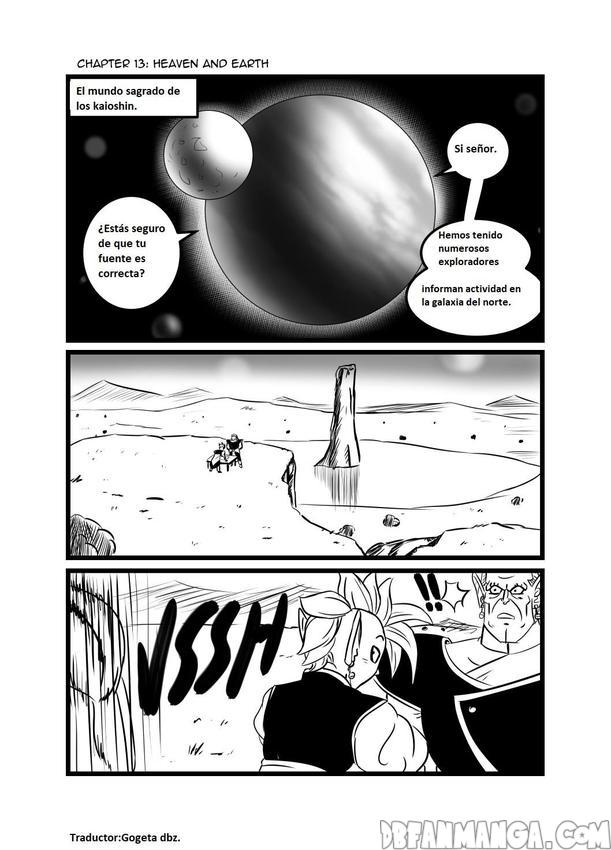 CHAPTER 13: HEAVEN AND EARTH
El mundo sagrado de
los kaioshin.
Si señor.
¿Estás seguro
de que tu
fuente es
correcta?
Hemos tenido
numerosos
exploradores
informan actividad en
la galaxia del norte.
VSSH
!!
Traductor:Gogeta dbz.
DBFANMANGA.COM